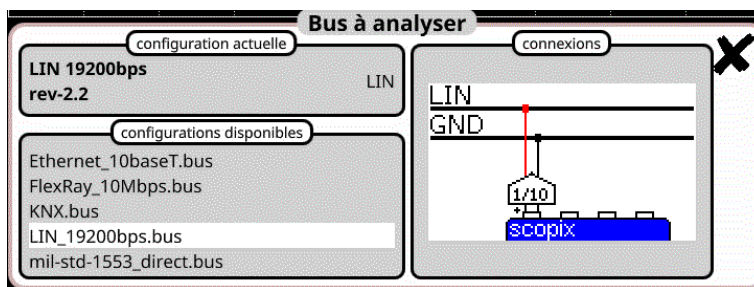 Bus à analyser
configuration actuelle
LIN 19200bps
rev-2.2
LIN
configurations disponibles
Ethernet_10baseT.bus
FlexRay_10Mbps.bus
KNX.bus
LIN_19200bps.bus
mil-std-1553_direct.bus
connexions
LIN
GND
1/10
scopix